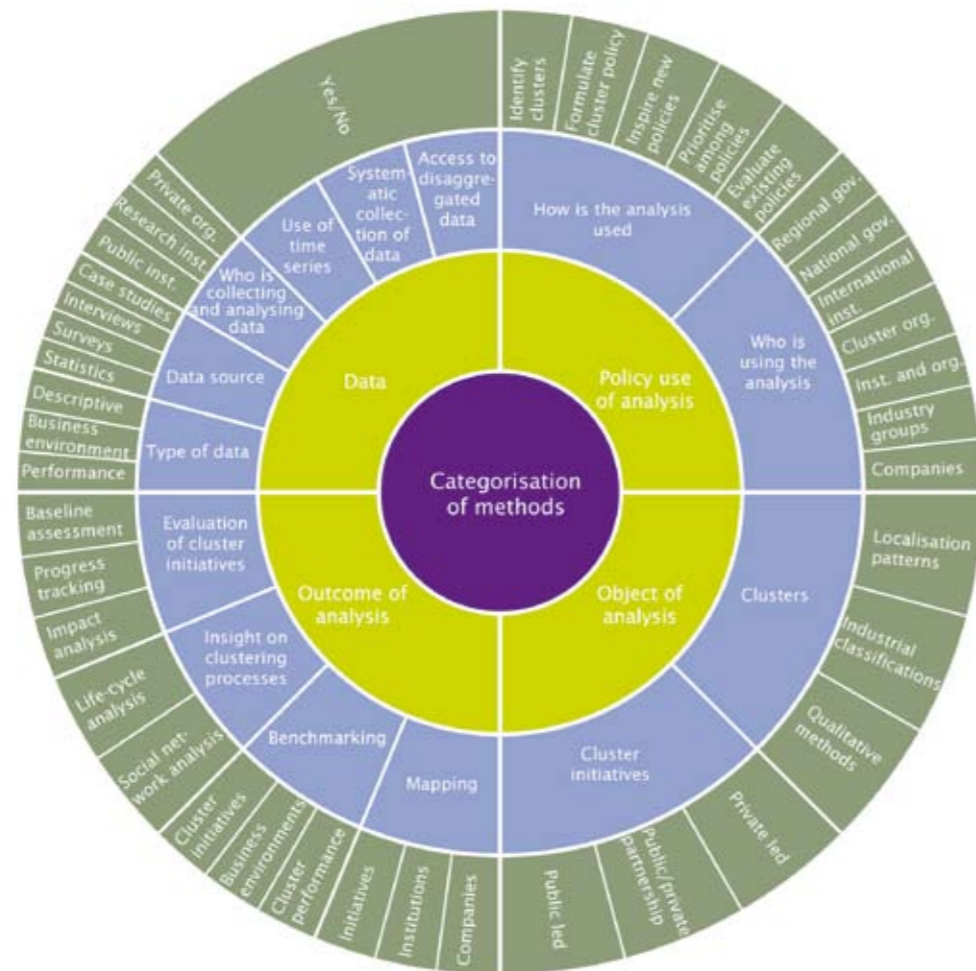 Categorisation
of methods
Policy use
of analysis
How is the analysis
used
Identify
clusters
Formulate
cluster policy
Inspire new
policies
Prioritise
among
policies
Evaluate
existing
policies
Who is
using the
analysis
Regional gov.
National gov.
International
inst.
Cluster org.
Inst. and org.
Industry
groups
Companies
Object of
analysis
Clusters
Localisation
patterns
Industrial
classifications
Qualitative
methods
Cluster
initiatives
Private led
Public/private
partnership
Public led
Outcome of
analysis
Mapping
Companies
Institutions
Initiatives
Benchmarking
Cluster
performance
Business
environments
Cluster
initiatives
Insight on
clustering
processes
Social net-
work analysis
Life-cycle
analysis
Evaluation
of cluster
initiatives
Impact
analysis
Progress
tracking
Baseline
assessment
Data
Type of data
Performance
Business
environment
Descriptive
Data source
Statistics
Surveys
Interviews
Case studies
Who is
collecting
and analysing
data
Public inst.
Research inst.
Private org.
Use of
time
series
System-
atic
collec-
tion of
data
Access to
disaggre-
gated
data
Yes/No